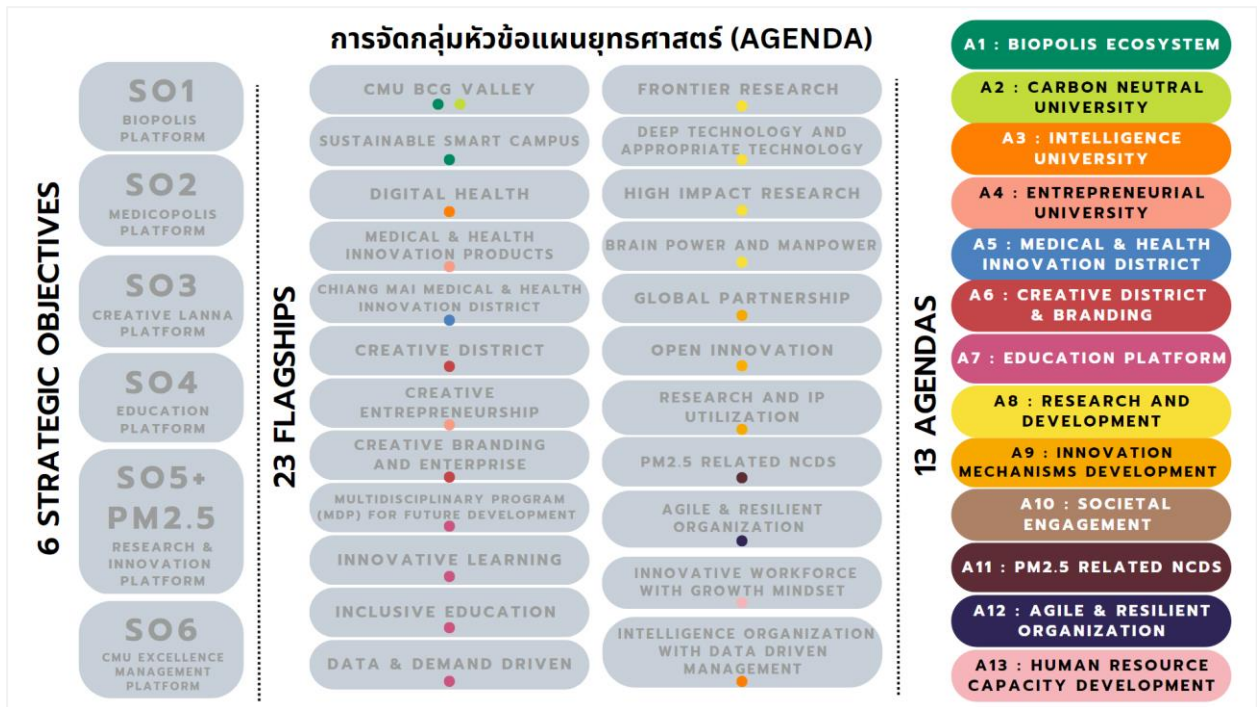 การจัดกลุ่มหัวข้อแผนยุทธศาสตร์ (AGENDA)
6 STRATEGIC OBJECTIVES
SO1
BIOPOLIS
PLATFORM
SO2
MEDICOPOLIS
PLATFORM
SO3
CREATIVE LANNA
PLATFORM
SO4
EDUCATION
PLATFORM
SO5+
PM2.5
RESEARCH &
INNOVATION
PLATFORM
SO6
CMU EXCELLENCE
MANAGEMENT
PLATFORM
23 FLAGSHIPS
CMU BCG VALLEY
SUSTAINABLE SMART CAMPUS
DIGITAL HEALTH
MEDICAL & HEALTH
INNOVATION PRODUCTS
CHIANG MAI MEDICAL & HEALTH
INNOVATION DISTRICT
CREATIVE DISTRICT
CREATIVE
ENTREPRENEURSHIP
CREATIVE BRANDING
AND ENTERPRISE
MULTIDISCIPLINARY PROGRAM
(MDP) FOR FUTURE DEVELOPMENT
INNOVATIVE LEARNING
INCLUSIVE EDUCATION
DATA & DEMAND DRIVEN
FRONTIER RESEARCH
DEEP TECHNOLOGY AND
APPROPRIATE TECHNOLOGY
HIGH IMPACT RESEARCH
BRAIN POWER AND MANPOWER
GLOBAL PARTNERSHIP
OPEN INNOVATION
RESEARCH AND IP
UTILIZATION
PM2.5 RELATED NCDS
AGILE & RESILIENT
ORGANIZATION
INNOVATIVE WORKFORCE
WITH GROWTH MINDSET
INTELLIGENCE ORGANIZATION
WITH DATA DRIVEN
MANAGEMENT
13 AGENDAS
A1 : BIOPOLIS ECOSYSTEM
A2 : CARBON NEUTRAL
UNIVERSITY
A3 : INTELLIGENCE
UNIVERSITY
A4 : ENTREPRENEURIAL
UNIVERSITY
A5 : MEDICAL & HEALTH
INNOVATION DISTRICT
A6 : CREATIVE DISTRICT
& BRANDING
A7 : EDUCATION PLATFORM
A8 : RESEARCH AND
DEVELOPMENT
A9 : INNOVATION
MECHANISMS DEVELOPMENT
A10 : SOCIETAL
ENGAGEMENT
A11 : PM2.5 RELATED NCDS
A12 : AGILE & RESILIENT
ORGANIZATION
A13 : HUMAN RESOURCE
CAPACITY DEVELOPMENT